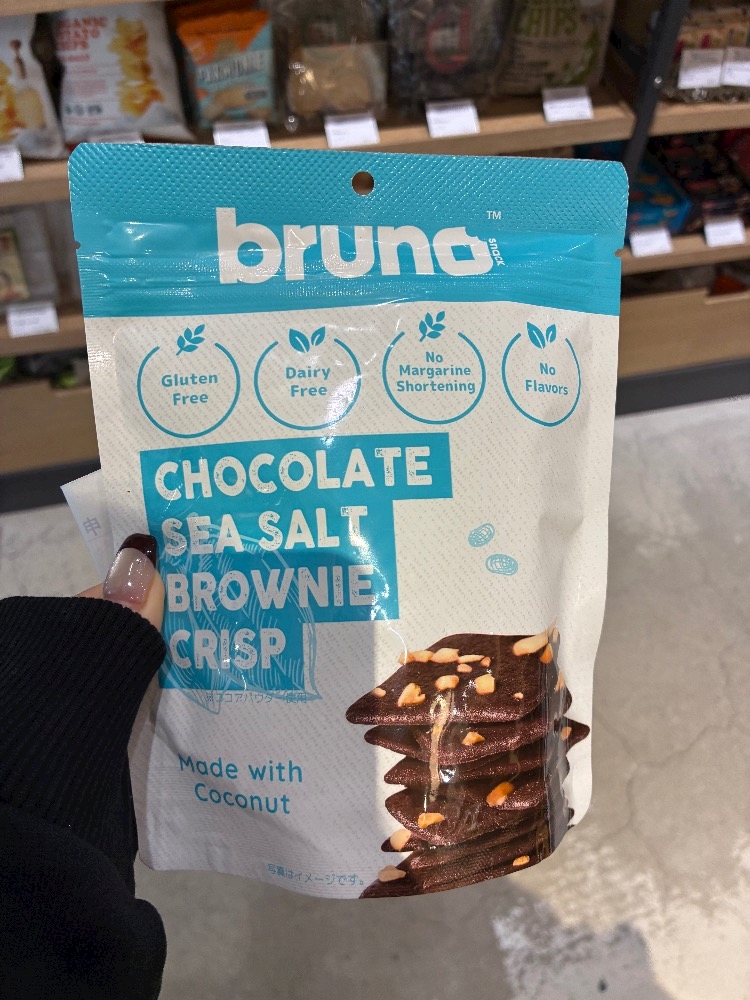 bruno
TM
snack
Gluten
Free
Dairy
Free
No
Margarine
Shortening
No
Flavors
CHOCOLATE
SEA SALT
BROWNIE
CRISP
※ココアパウダー使用
Made with
Coconut
写真はイメージです。
CHIPS
申